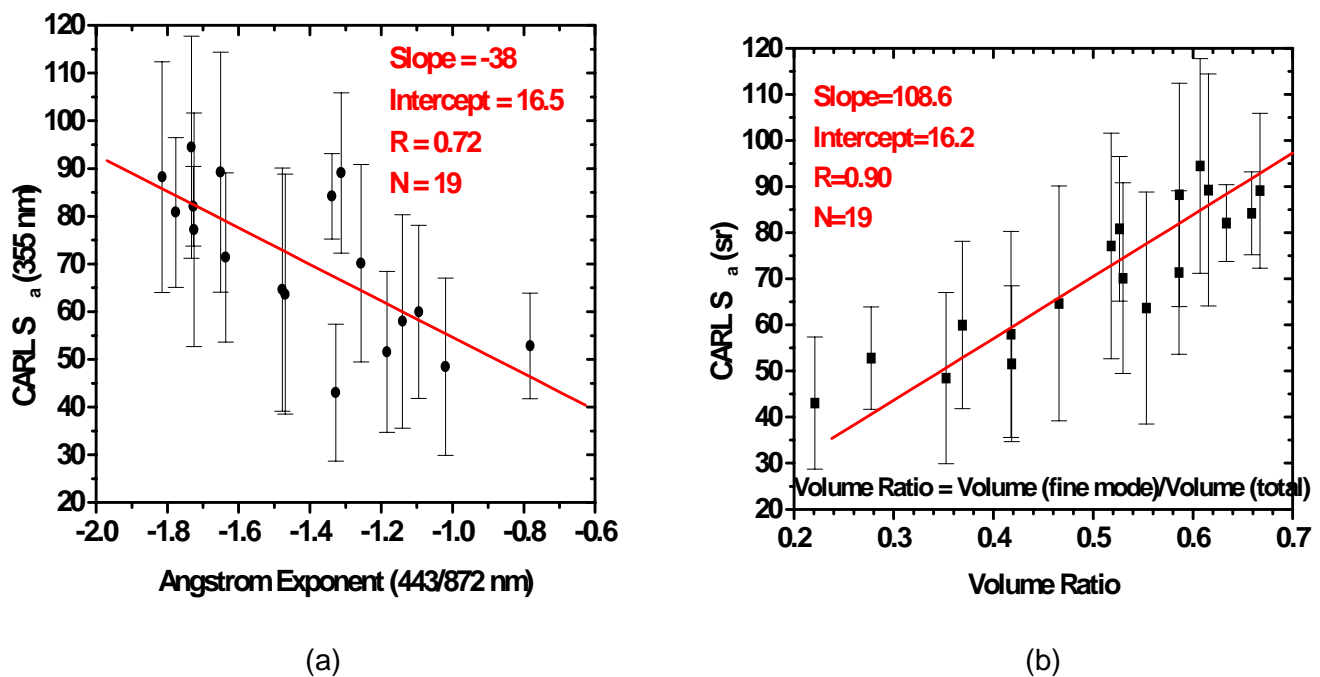 120
110
100
90
80
70
60
50
40
30
20
CARL S a (355 nm)
Slope = -38
Intercept = 16.5
R = 0.72
N = 19
-2.0 -1.8 -1.6 -1.4 -1.2 -1.0 -0.8 -0.6
Angstrom Exponent (443/872 nm)
(a)
120
110
100
90
80
70
60
50
40
30
20
CARL S a (sr)
Slope=108.6
Intercept=16.2
R=0.90
N=19
Volume Ratio = Volume (fine mode)/Volume (total)
0.2 0.3 0.4 0.5 0.6 0.7
Volume Ratio
(b)